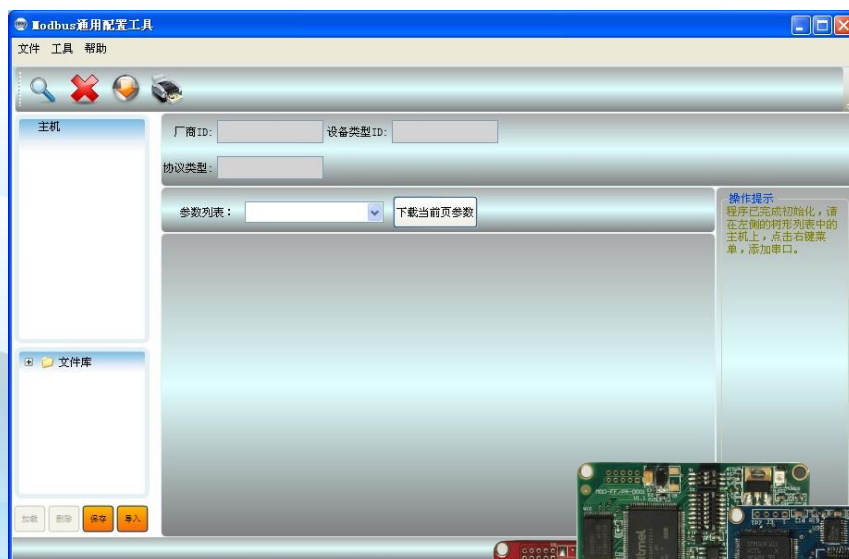 Modbus通用配置工具
文件 工具 帮助
主机
厂商ID: 设备类型ID:
协议类型:
参数列表： 下载当前页参数
操作提示
程序已完成初始化，请
在左侧的树形列表中的
主机上，点击右键菜
单，添加串口。
文件库
加载 删除 保存 导入
Atmel